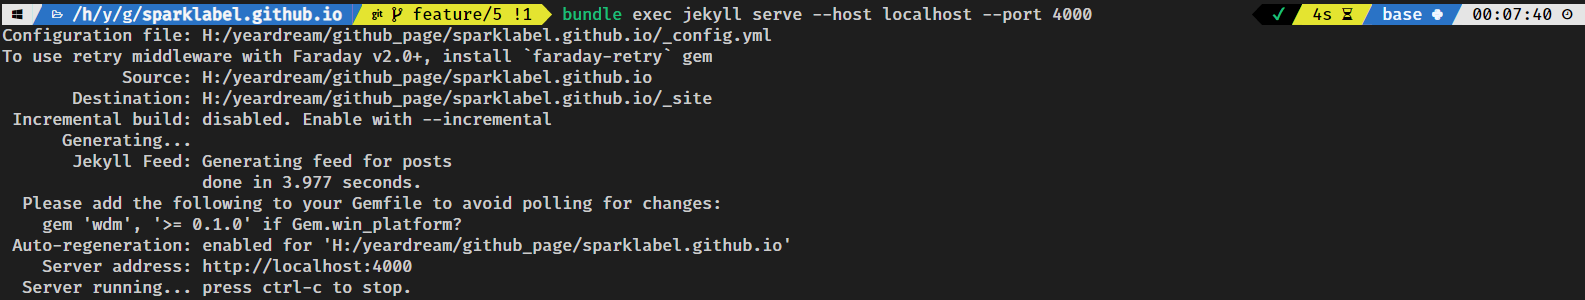 /h/y/g/sparklabel.github.io git feature/5 !1 bundle exec jekyll serve --host localhost --port 4000 ✓ 4s base 00:07:40
Configuration file: H:/yeardream/github_page/sparklabel.github.io/_config.yml
To use retry middleware with Faraday v2.0+, install `faraday-retry` gem
Source: H:/yeardream/github_page/sparklabel.github.io
Destination: H:/yeardream/github_page/sparklabel.github.io/_site
Incremental build: disabled. Enable with --incremental
Generating...
Jekyll Feed: Generating feed for posts
done in 3.977 seconds.
Please add the following to your Gemfile to avoid polling for changes:
gem 'wdm', '>= 0.1.0' if Gem.win_platform?
Auto-regeneration: enabled for 'H:/yeardream/github_page/sparklabel.github.io'
Server address: http://localhost:4000
Server running... press ctrl-c to stop.